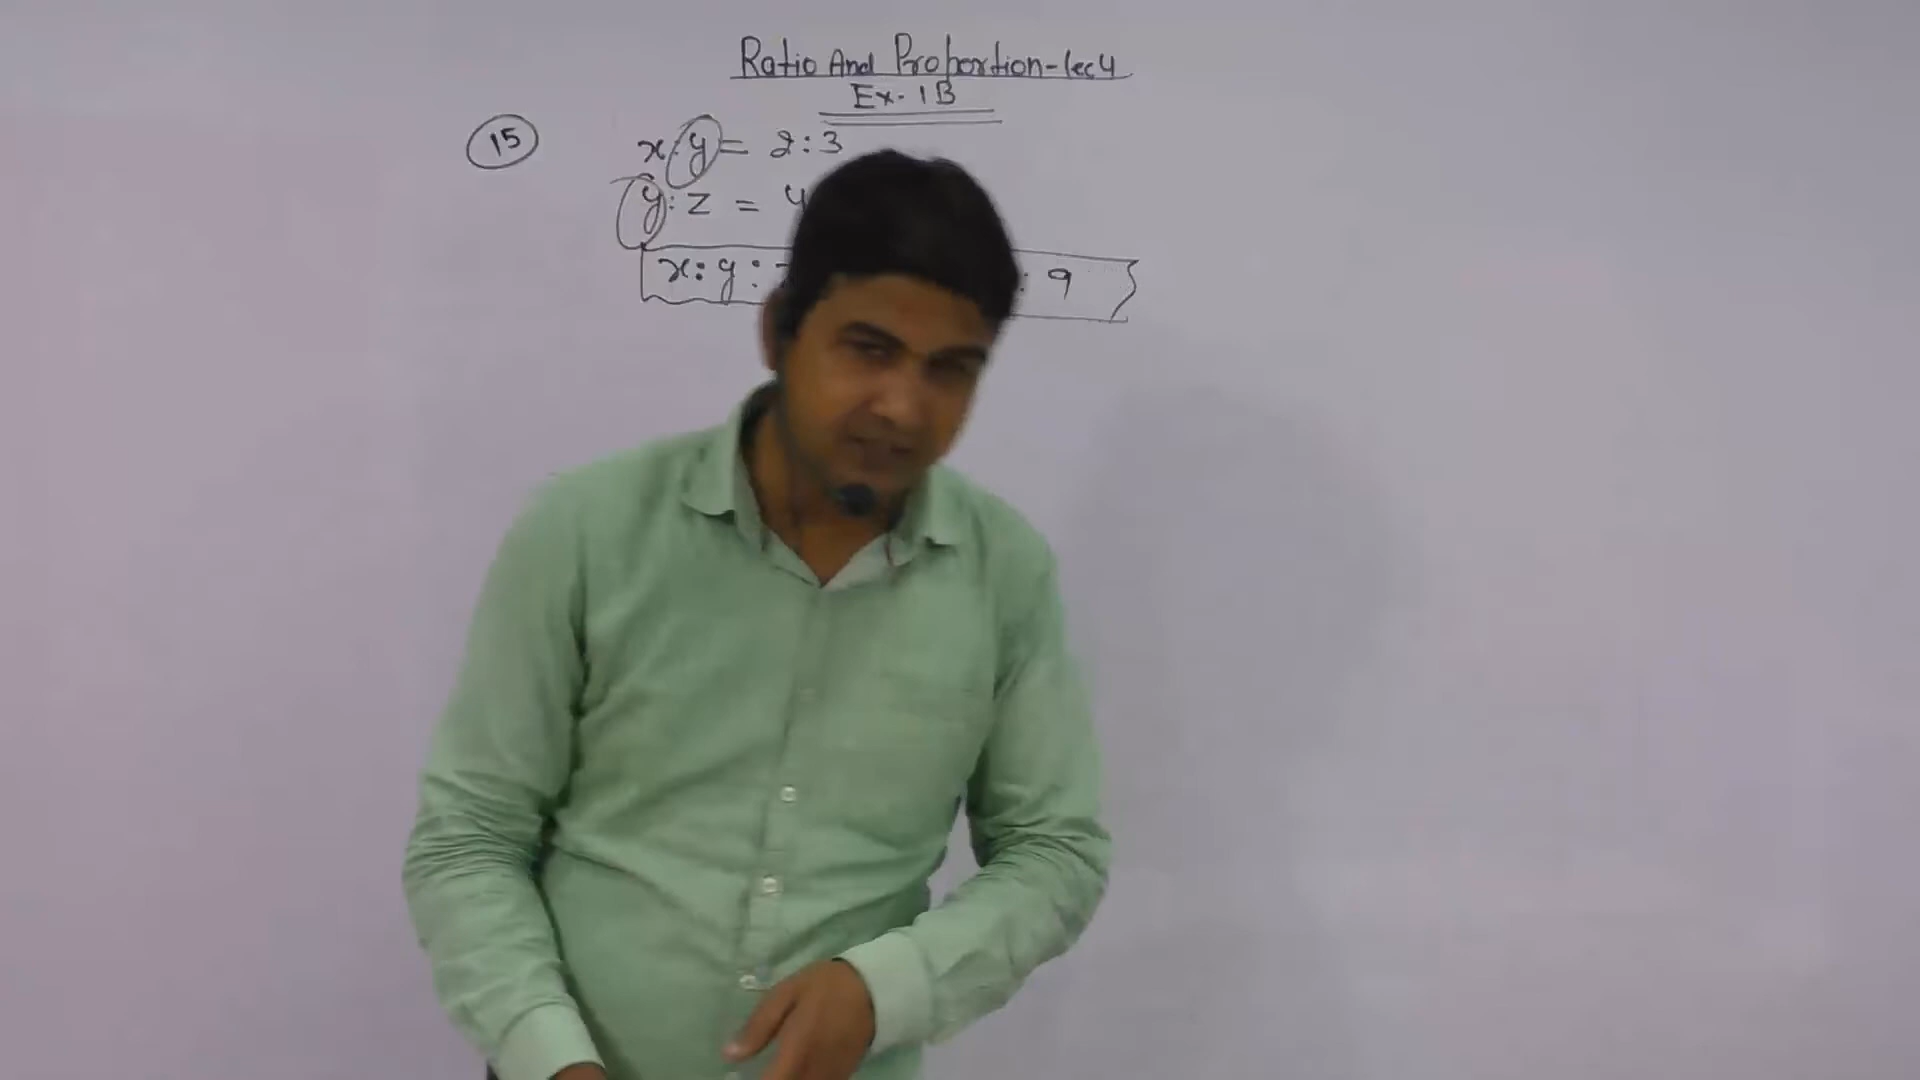 Ratio And Proportion-lec4
Ex-1B
15
x:y = 2:3
y:z = 4
x:y:
: 9